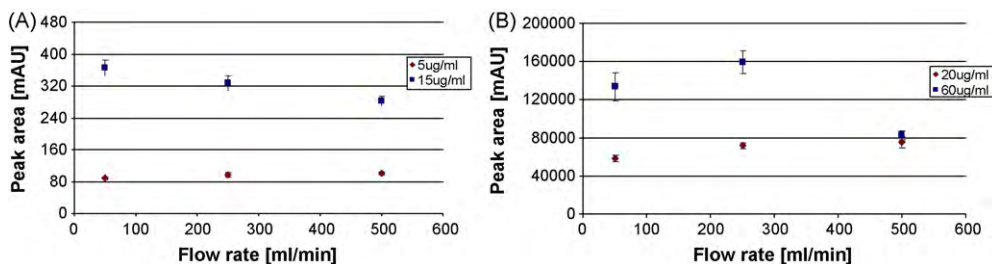 (A)
Peak area [mAU]
480
400
320
240
160
80
0
0 100 200 300 400 500 600
Flow rate [ml/min]
5ug/ml
15ug/ml
(B)
Peak area [mAU]
200000
160000
120000
80000
40000
0
0 100 200 300 400 500 600
Flow rate [ml/min]
20ug/ml
60ug/ml